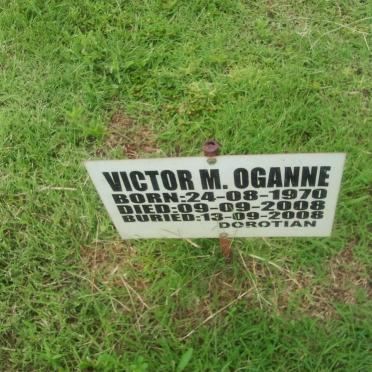 VICTOR M. OGANNE
BORN:24-08-1970
DIED:09-09-2008
BURIED:13-09-2008
DOROTIAN